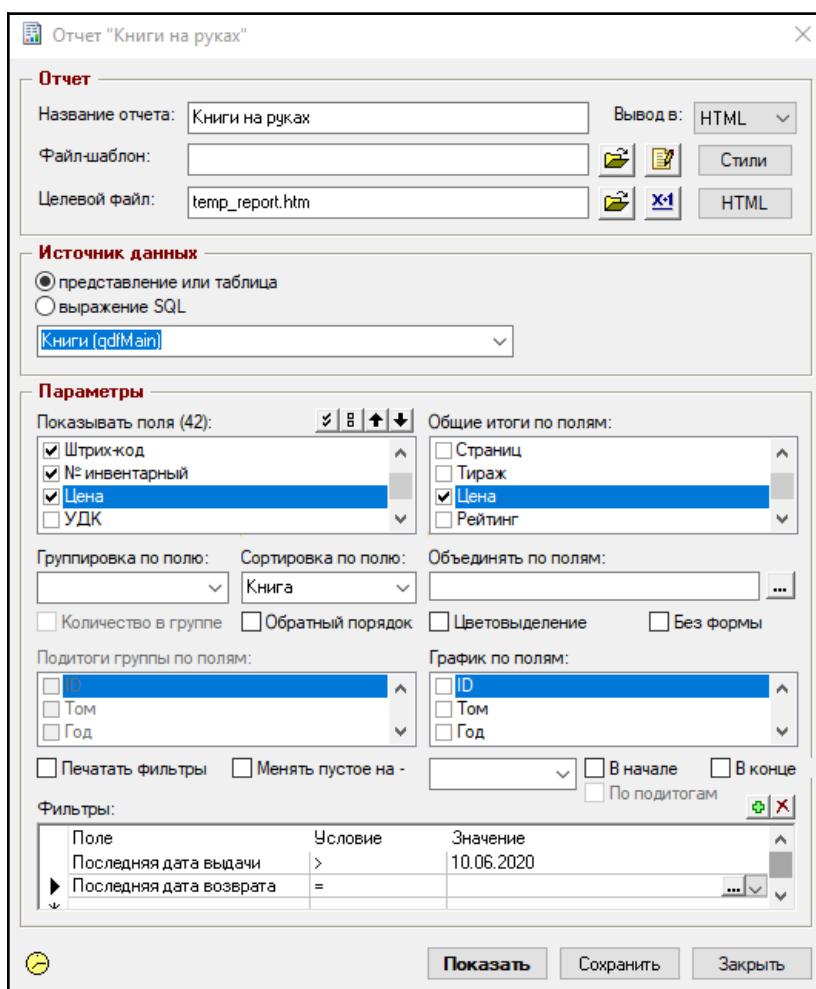 Отчет "Книги на руках"
Отчет
Название отчета: Книги на руках Вывод в: HTML
Файл-шаблон: Стили
Целевой файл: temp_report.htm x+1 HTML
Источник данных
представление или таблица
выражение SQL
Книги (qdfMain)
Параметры
Показывать поля (42): Общие итоги по полям:
Штрих-код Страниц
№ инвентарный Тираж
Цена Цена
УДК Рейтинг
Группировка по полю: Сортировка по полю: Объединять по полям:
Книга ...
Количество в группе Обратный порядок Цветовыделение Без формы
Подитоги группы по полям: График по полям:
ID ID
Том Том
Год Год
Печатать фильтры Менять пустое на - В начале В конце
По подитогам
Фильтры:
Поле Условие Значение
Последняя дата выдачи > 10.06.2020
Последняя дата возврата = ...
Показать Сохранить Закрыть